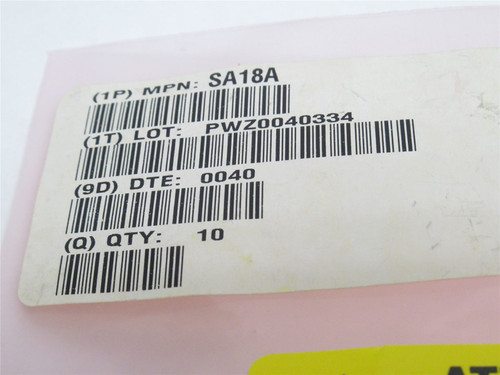 (1P) MPN: SA18A
(1T) LOT: PWZ0040334
(9D) DTE: 0040
(Q) QTY: 10